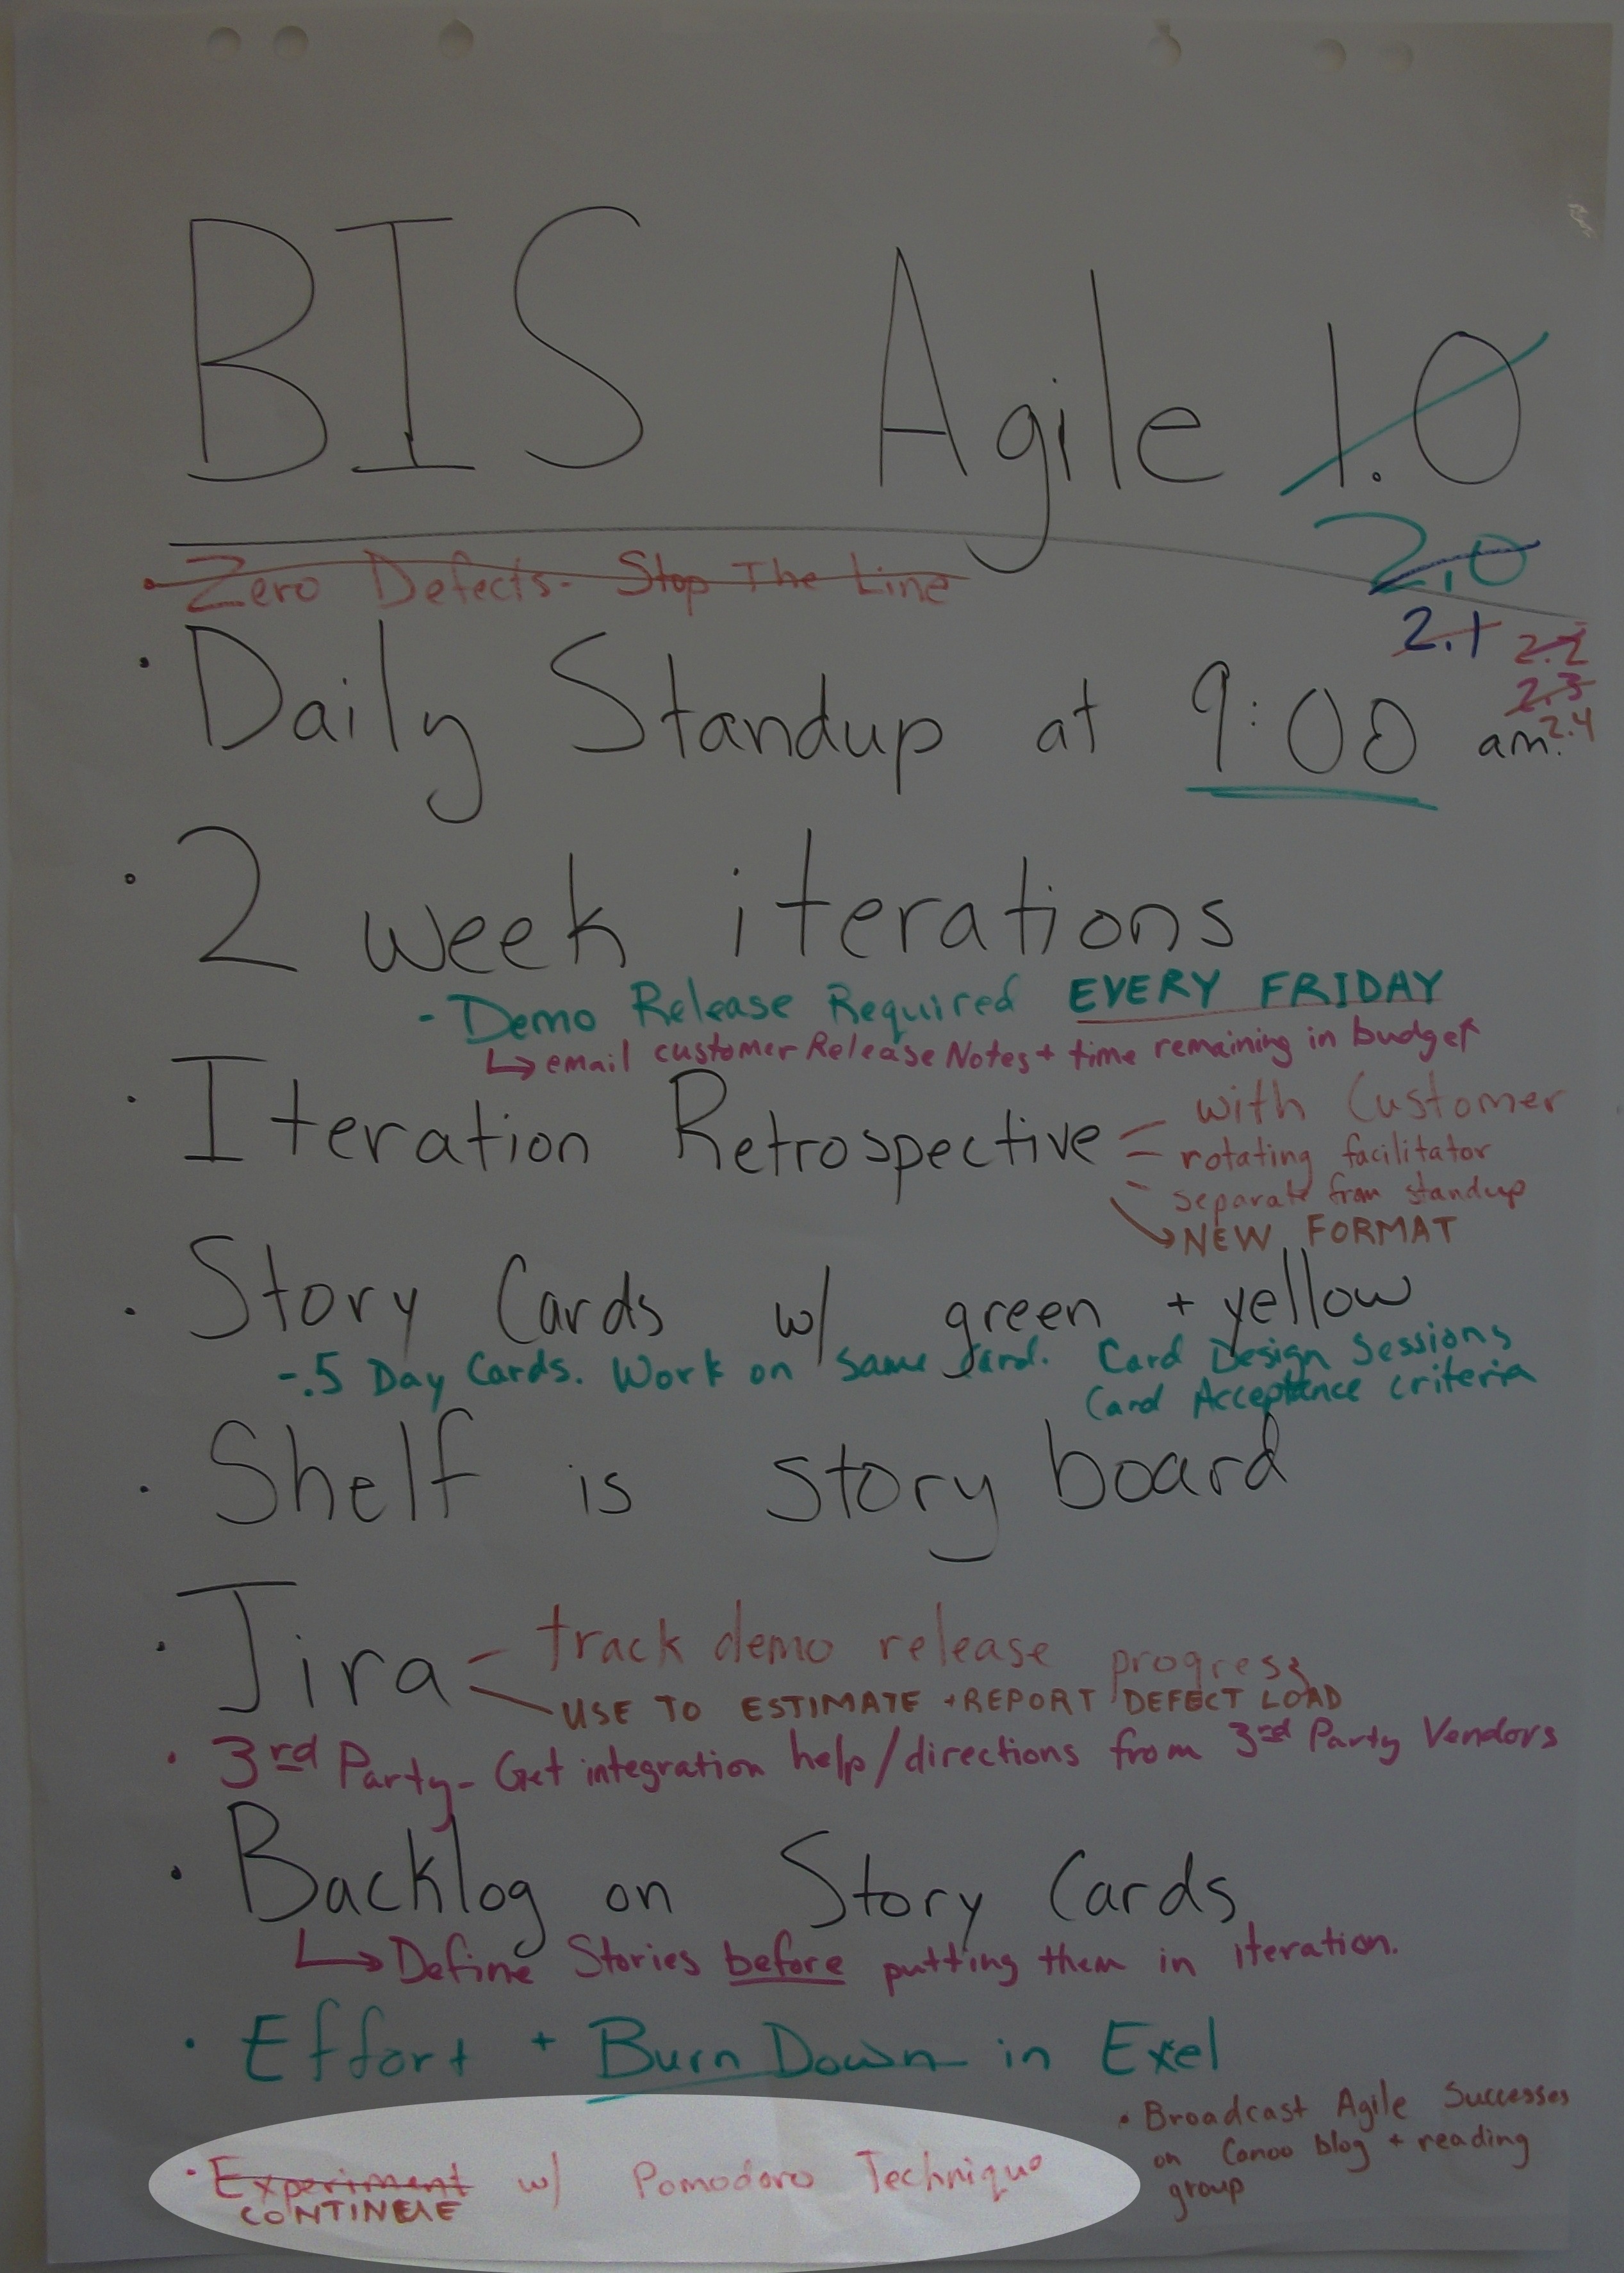 BIS Agile 1.0
2.0
Zero Defects- Stop The Line
2.1 2.2
2.3
2.4
• Daily Standup at 9:00 am.
• 2 week iterations
- Demo Release Required EVERY FRIDAY
↳ email customer Release Notes + time remaining in budget
• Iteration Retrospective - with Customer
- rotating facilitator
- separate from standup
↘ NEW FORMAT
• Story Cards w/ green + yellow
-.5 Day Cards. Work on same card. Card Design Sessions
Card Acceptance criteria
• Shelf is story board
• Jira - track demo release progress
- USE TO ESTIMATE + REPORT DEFECT LOAD
• 3rd Party- Get integration help/directions from 3rd Party Vendors
• Backlog on Story Cards
↳ Define Stories before putting them in iteration.
• Effort + Burn Down in Exel
• Experiment w/ Pomodoro Technique
CONTINUE
• Broadcast Agile Successes
on Canoo blog + reading
group